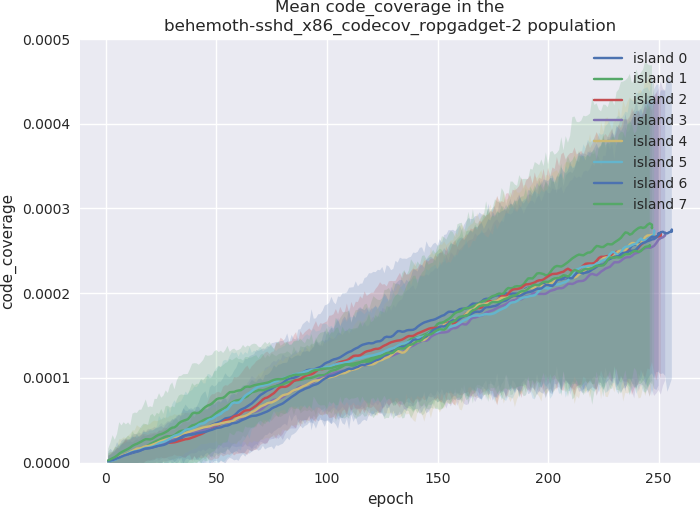 Mean code_coverage in the
behemoth-sshd_x86_codecov_ropgadget-2 population
0.0005
0.0004
0.0003
0.0002
0.0001
0.0000
code_coverage
island 0
island 1
island 2
island 3
island 4
island 5
island 6
island 7
0 50 100 150 200 250
epoch